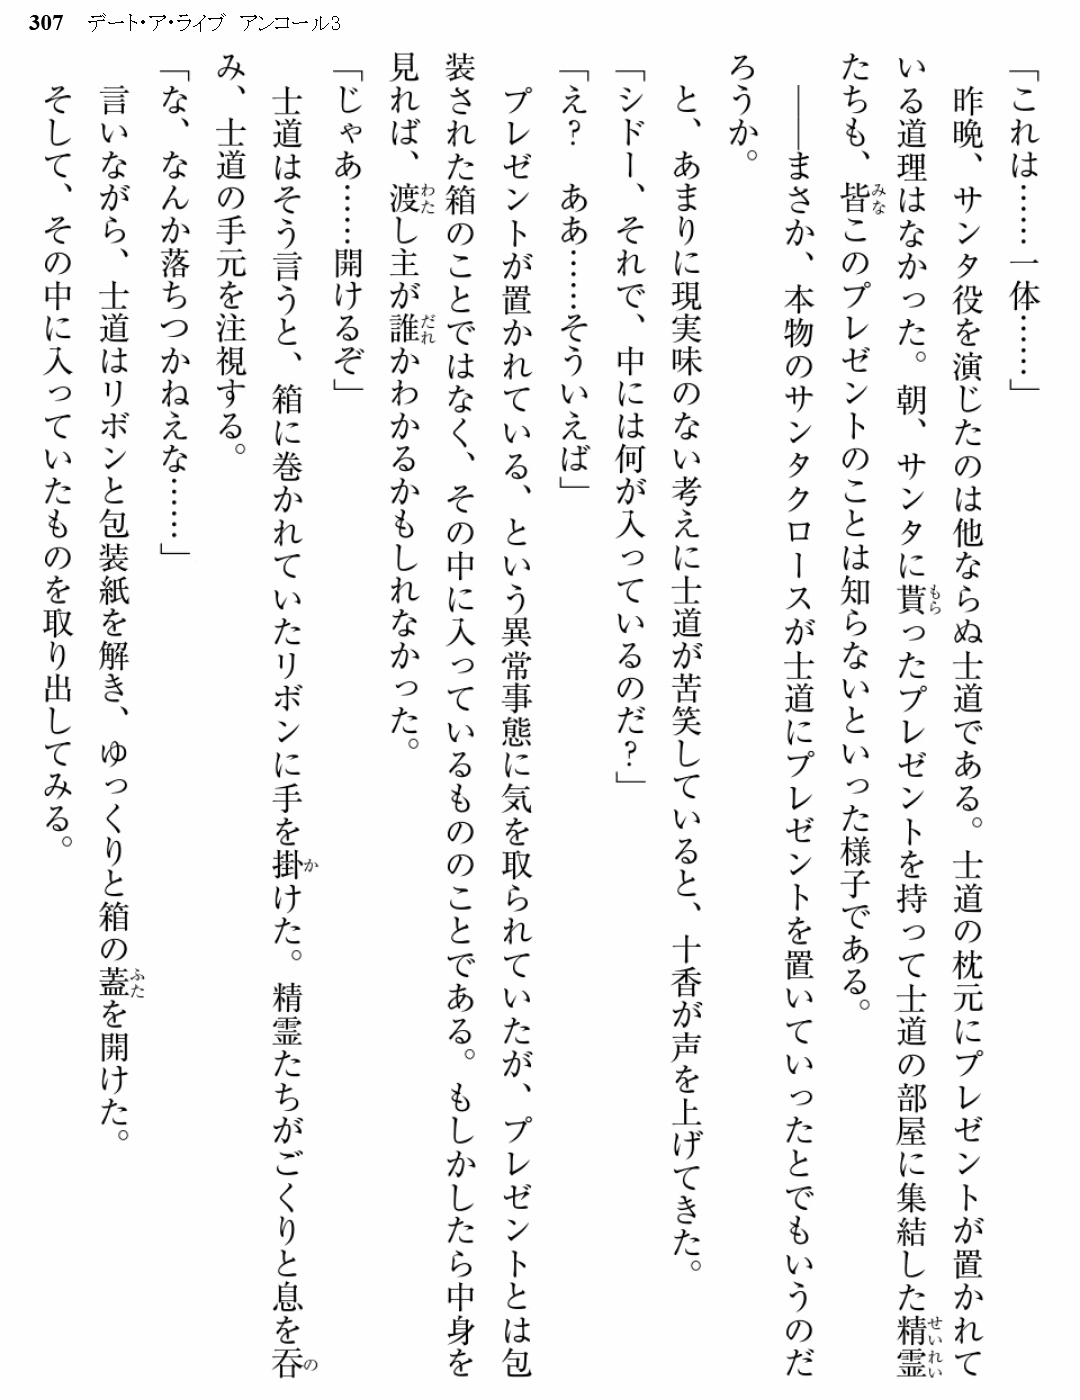 307 デート・ア・ライブ アンコール3
「これは……一体……」
昨晩、サンタ役を演じたのは他ならぬ士道である。士道の枕元にプレゼントが置かれて
いる道理はなかった。朝、サンタに貰ったプレゼントを持って士道の部屋に集結した精霊
たちも、皆このプレゼントのことは知らないといった様子である。
――まさか、本物のサンタクロースが士道にプレゼントを置いていったとでもいうのだ
ろうか。
と、あまりに現実味のない考えに士道が苦笑していると、十香が声を上げてきた。
「シドー、それで、中には何が入っているのだ?」
「え? ああ……そういえば」
プレゼントが置かれている、という異常事態に気を取られていたが、プレゼントとは包
装された箱のことではなく、その中に入っているもののことである。もしかしたら中身を
見れば、渡し主が誰かわかるかもしれなかった。
「じゃあ……開けるぞ」
士道はそう言うと、箱に巻かれていたリボンに手を掛けた。精霊たちがごくりと息を呑
み、士道の手元を注視する。
「な、なんか落ちつかねえな……」
言いながら、士道はリボンと包装紙を解き、ゆっくりと箱の蓋を開けた。
そして、その中に入っていたものを取り出してみる。